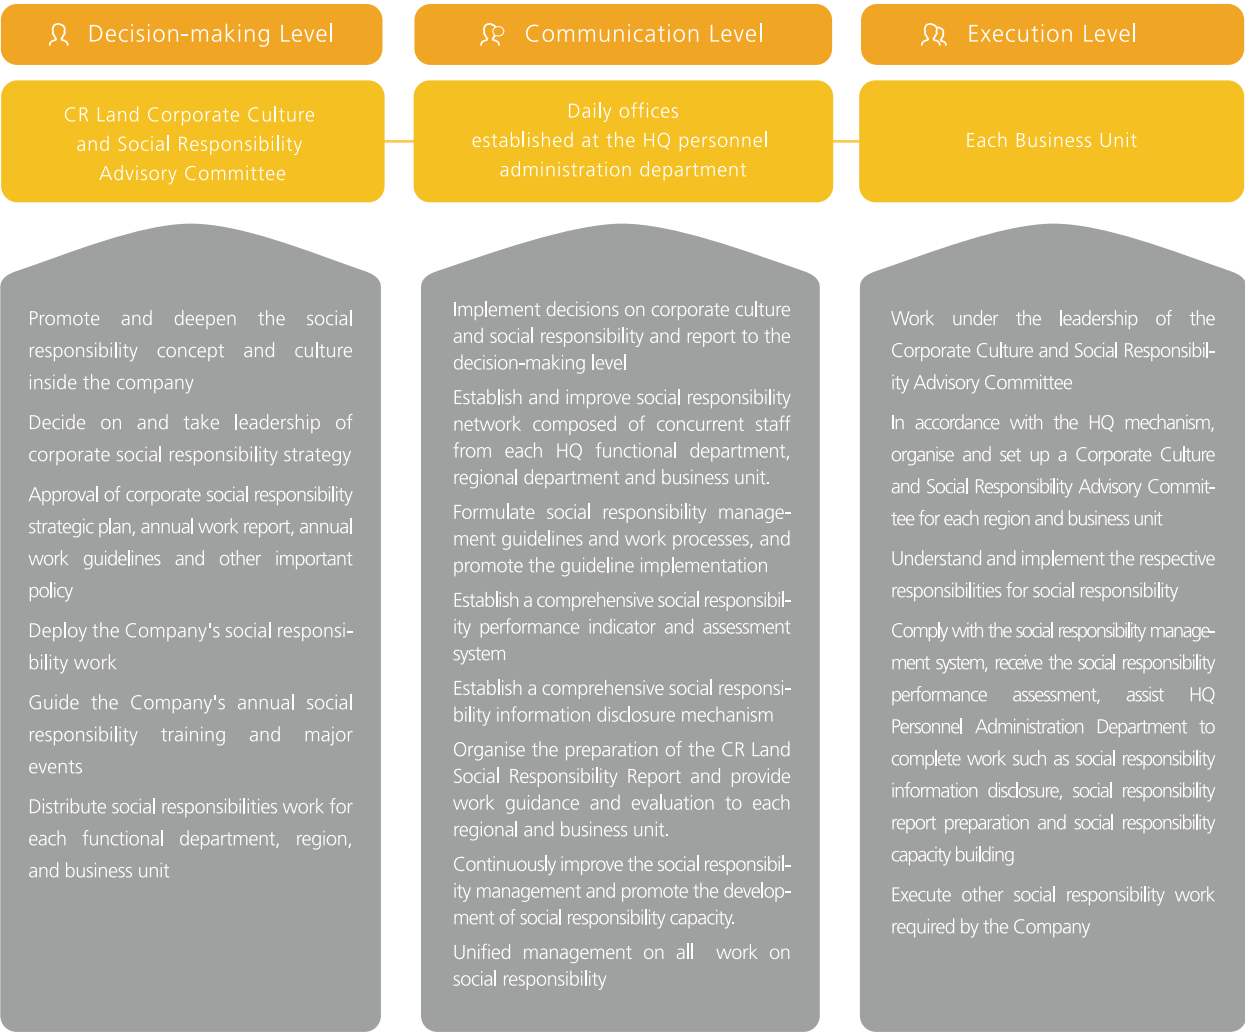 Decision-making Level
Communication Level
Execution Level
CR Land Corporate Culture
and Social Responsibility
Advisory Committee
Daily offices
established at the HQ personnel
administration department
Each Business Unit
Promote and deepen the social
responsibility concept and culture
inside the company
Decide on and take leadership of
corporate social responsibility strategy
Approval of corporate social responsibility
strategic plan, annual work report, annual
work guidelines and other important
policy
Deploy the Company's social responsi-
bility work
Guide the Company's annual social
responsibility training and major
events
Distribute social responsibilities work for
each functional department, region,
and business unit
Implement decisions on corporate culture
and social responsibility and report to the
decision-making level
Establish and improve social responsibility
network composed of concurrent staff
from each HQ functional department,
regional department and business unit.
Formulate social responsibility manage-
ment guidelines and work processes, and
promote the guideline implementation
Establish a comprehensive social responsibil-
ity performance indicator and assessment
system
Establish a comprehensive social responsi-
bility information disclosure mechanism
Organise the preparation of the CR Land
Social Responsibility Report and provide
work guidance and evaluation to each
regional and business unit.
Continuously improve the social responsibil-
ity management and promote the develop-
ment of social responsibility capacity.
Unified management on all work on
social responsibility
Work under the leadership of the
Corporate Culture and Social Responsibil-
ity Advisory Committee
In accordance with the HQ mechanism,
organise and set up a Corporate Culture
and Social Responsibility Advisory Commit-
tee for each region and business unit
Understand and implement the respective
responsibilities for social responsibility
Comply with the social responsibility manage-
ment system, receive the social responsibility
performance assessment, assist HQ
Personnel Administration Department to
complete work such as social responsibility
information disclosure, social responsibility
report preparation and social responsibility
capacity building
Execute other social responsibility work
required by the Company